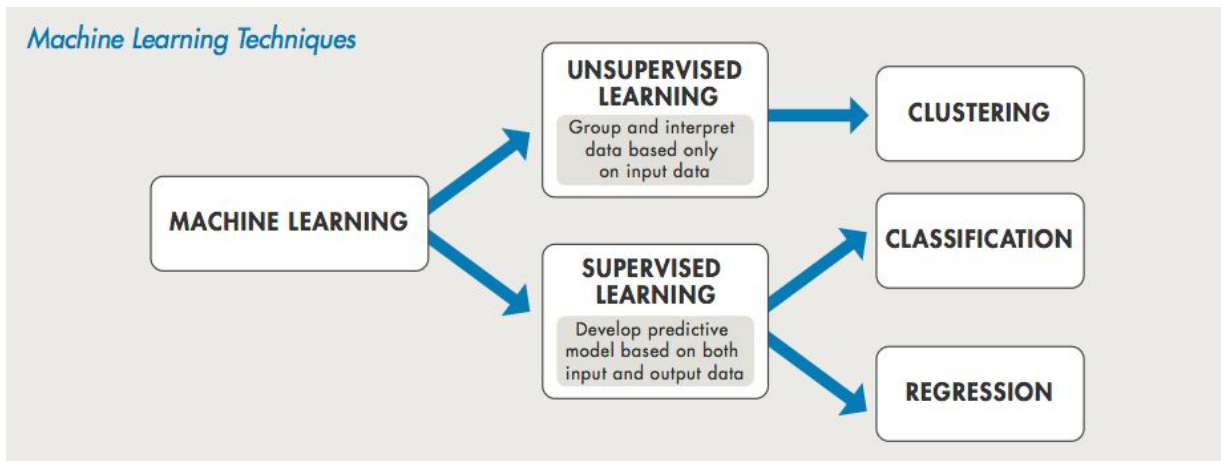 Machine Learning Techniques
MACHINE LEARNING
UNSUPERVISED
LEARNING
Group and interpret
data based only
on input data
SUPERVISED
LEARNING
Develop predictive
model based on both
input and output data
CLUSTERING
CLASSIFICATION
REGRESSION